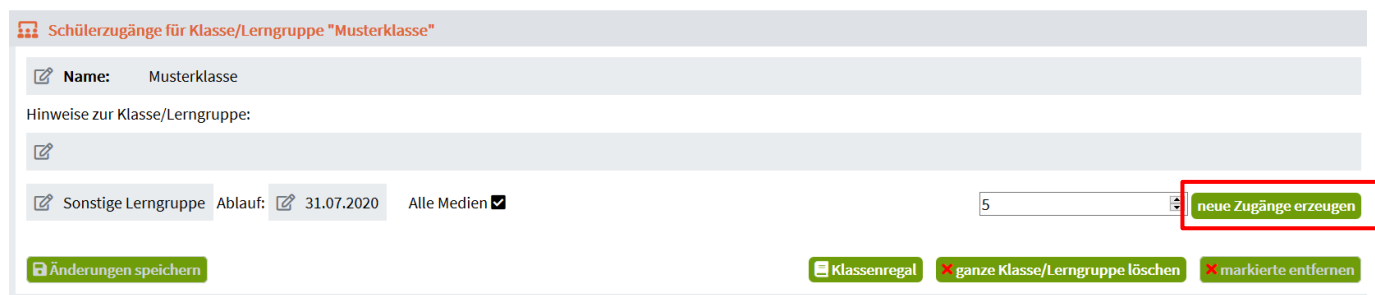 Schülerzugänge für Klasse/Lerngruppe "Musterklasse"
Name: Musterklasse
Hinweise zur Klasse/Lerngruppe:
Sonstige Lerngruppe Ablauf: 31.07.2020 Alle Medien 5 neue Zugänge erzeugen
Änderungen speichern Klassenregal ganze Klasse/Lerngruppe löschen markierte entfernen